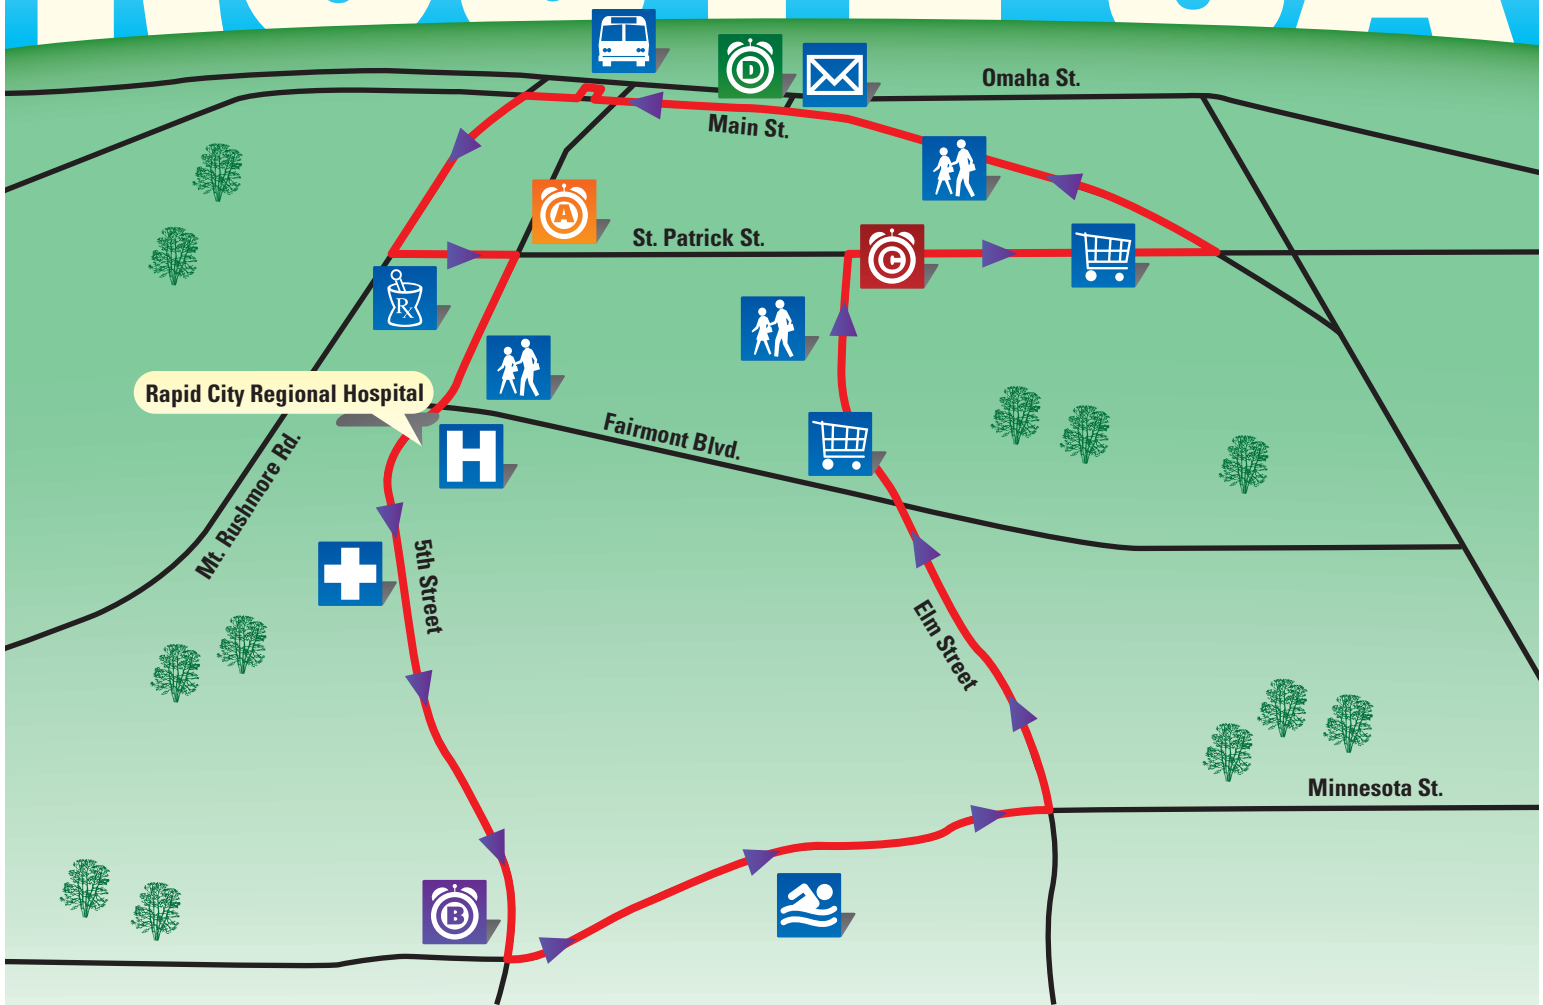 D
Omaha St.
Main St.
A
St. Patrick St.
C
Rx
Rapid City Regional Hospital
Fairmont Blvd.
H
Mt. Rushmore Rd.
5th Street
Elm Street
Minnesota St.
B